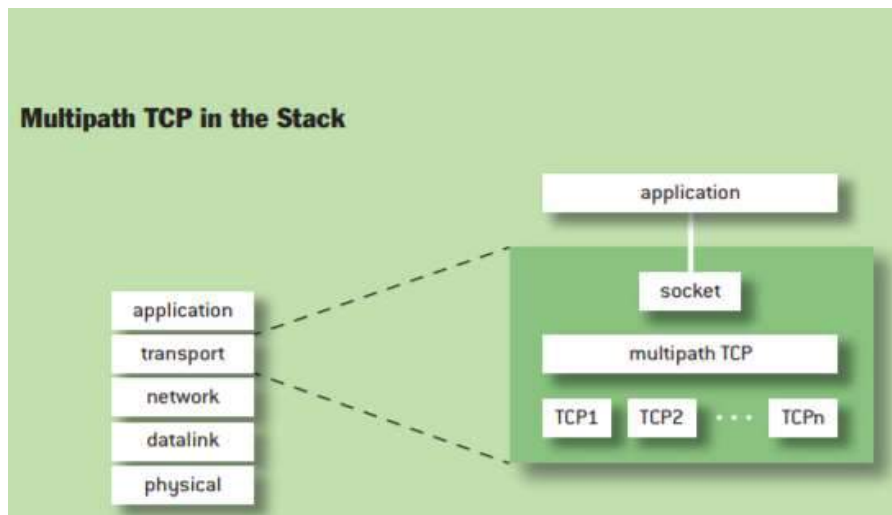 Multipath TCP in the Stack
application
transport
network
datalink
physical
application
socket
multipath TCP
TCP1 TCP2 ··· TCPn